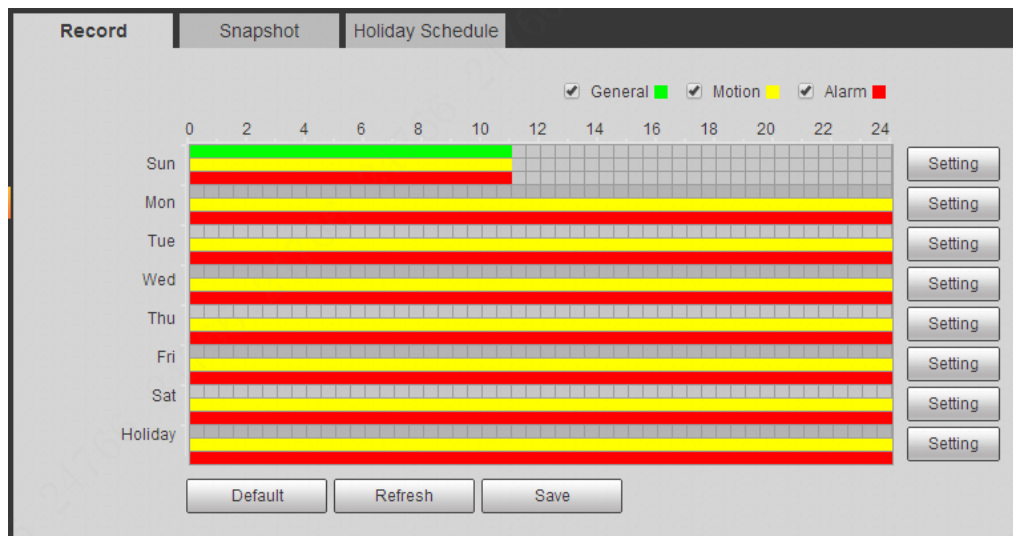 Record Snapshot Holiday Schedule
General Motion Alarm
0 2 4 6 8 10 12 14 16 18 20 22 24
Sun Setting
Mon Setting
Tue Setting
Wed Setting
Thu Setting
Fri Setting
Sat Setting
Holiday Setting
Default Refresh Save